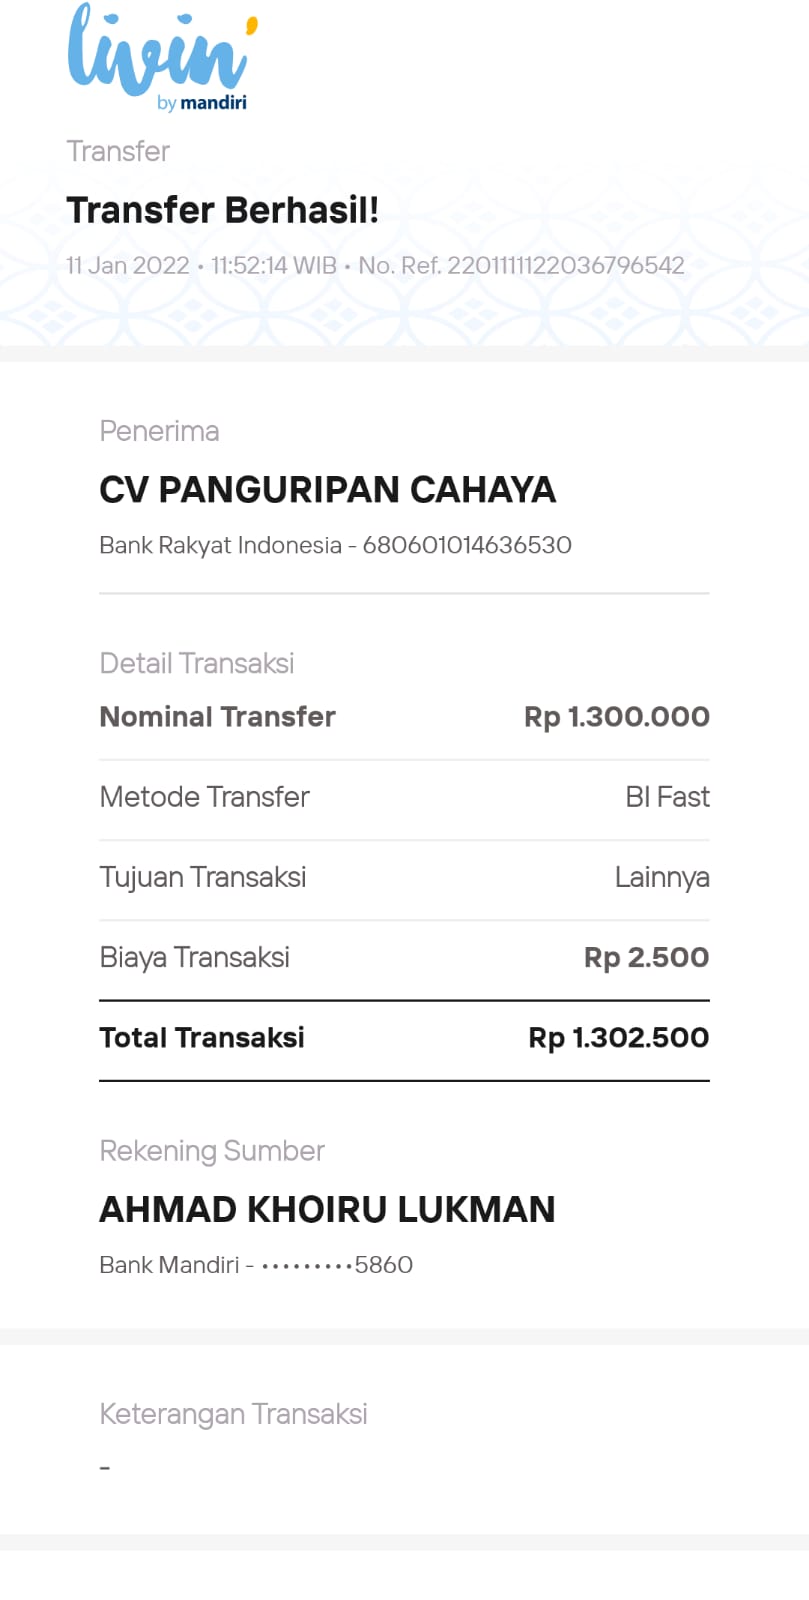 livin'
by mandiri
Transfer
Transfer Berhasil!
11 Jan 2022 • 11:52:14 WIB • No. Ref. 2201111122036796542
Penerima
CV PANGURIPAN CAHAYA
Bank Rakyat Indonesia - 680601014636530
Detail Transaksi
Nominal Transfer Rp 1.300.000
Metode Transfer BI Fast
Tujuan Transaksi Lainnya
Biaya Transaksi Rp 2.500
Total Transaksi Rp 1.302.500
Rekening Sumber
AHMAD KHOIRU LUKMAN
Bank Mandiri - •••••••••5860
Keterangan Transaksi
-